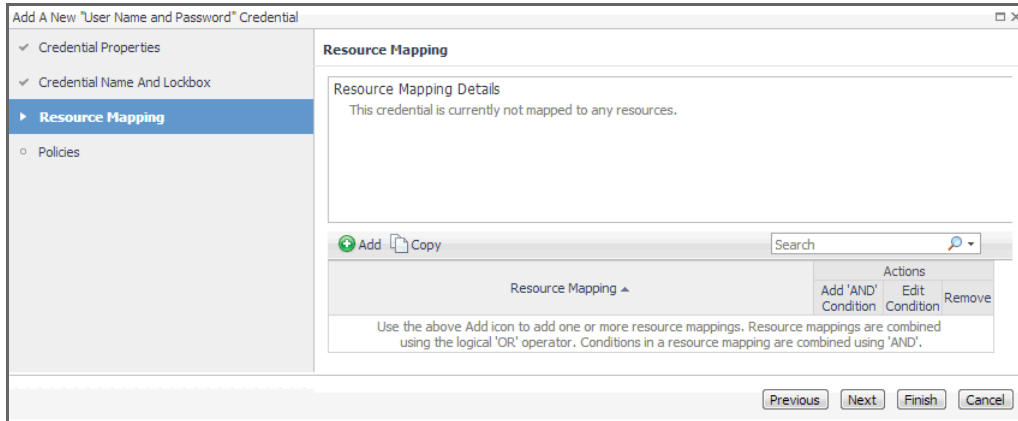 Add A New "User Name and Password" Credential
Credential Properties
Credential Name And Lockbox
Resource Mapping
Policies
Resource Mapping
Resource Mapping Details
This credential is currently not mapped to any resources.
Add Copy
Search
Resource Mapping
Actions
Add 'AND' Condition
Edit Condition
Remove
Use the above Add icon to add one or more resource mappings. Resource mappings are combined
using the logical 'OR' operator. Conditions in a resource mapping are combined using 'AND'.
Previous Next Finish Cancel